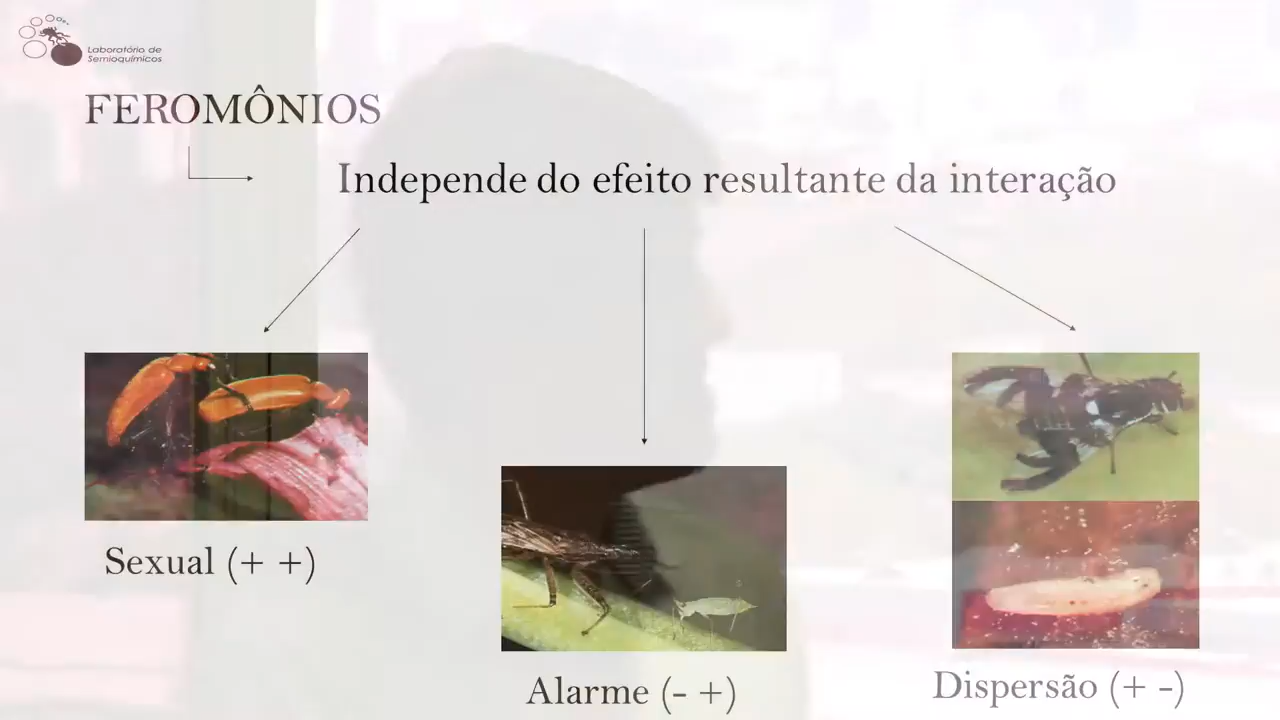 Laboratório de
Semioquímicos
FEROMÔNIOS
Independe do efeito resultante da interação
Sexual (+ +)
Alarme (- +)
Dispersão (+ -)